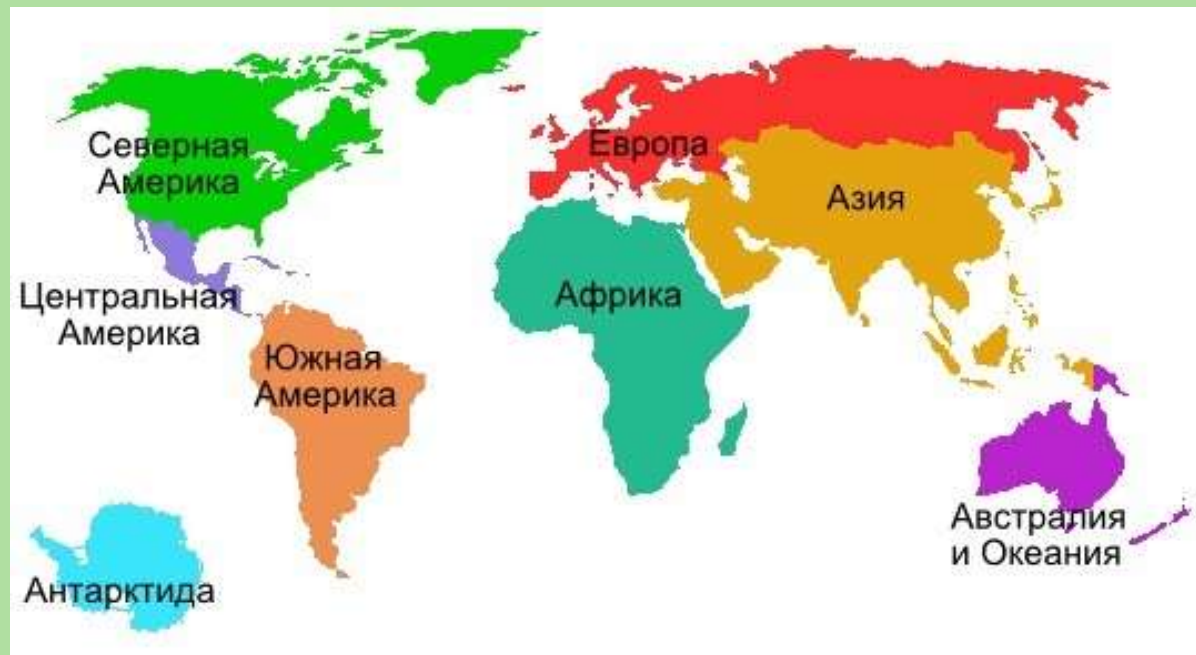 Северная
Америка
Европа
Азия
Центральная
Америка
Африка
Южная
Америка
Австралия
и Океания
Антарктида